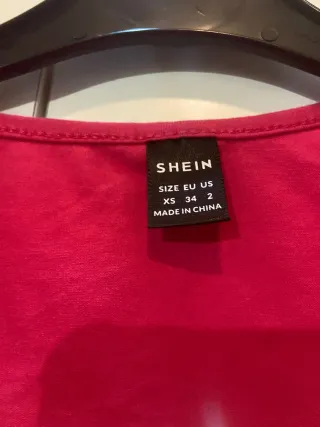 SHEIN
SIZE EU US
XS 34 2
MADE IN CHINA